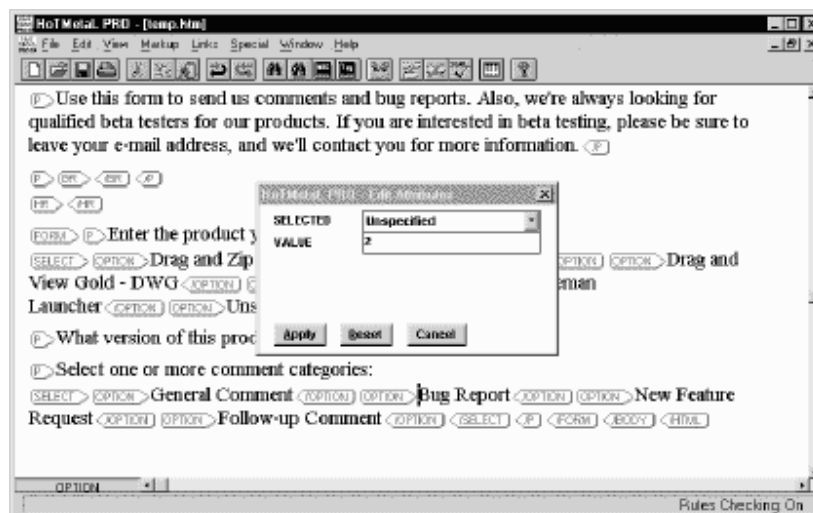 HoTMetaL PRO - [temp.htm]
File Edit View Markup Links Special Window Help
P Use this form to send us comments and bug reports. Also, we're always looking for
qualified beta testers for our products. If you are interested in beta testing, please be sure to
leave your e-mail address, and we'll contact you for more information. /P
P BR /BR /P
HR /HR
FORM P Enter the product y
SELECT OPTION Drag and Zip /OPTION OPTION Drag and
View Gold - DWG /OPTION eman
Launcher /OPTION OPTION Uns
P What version of this prod
P Select one or more comment categories:
SELECT OPTION General Comment /OPTION OPTION Bug Report /OPTION OPTION New Feature
Request /OPTION OPTION Follow-up Comment /OPTION /SELECT /P /FORM /BODY /HTML
HoTMetaL PRO - Edit Attributes
SELECTED Unspecified
VALUE 2
Apply Reset Cancel
OPTION
Rules Checking: On